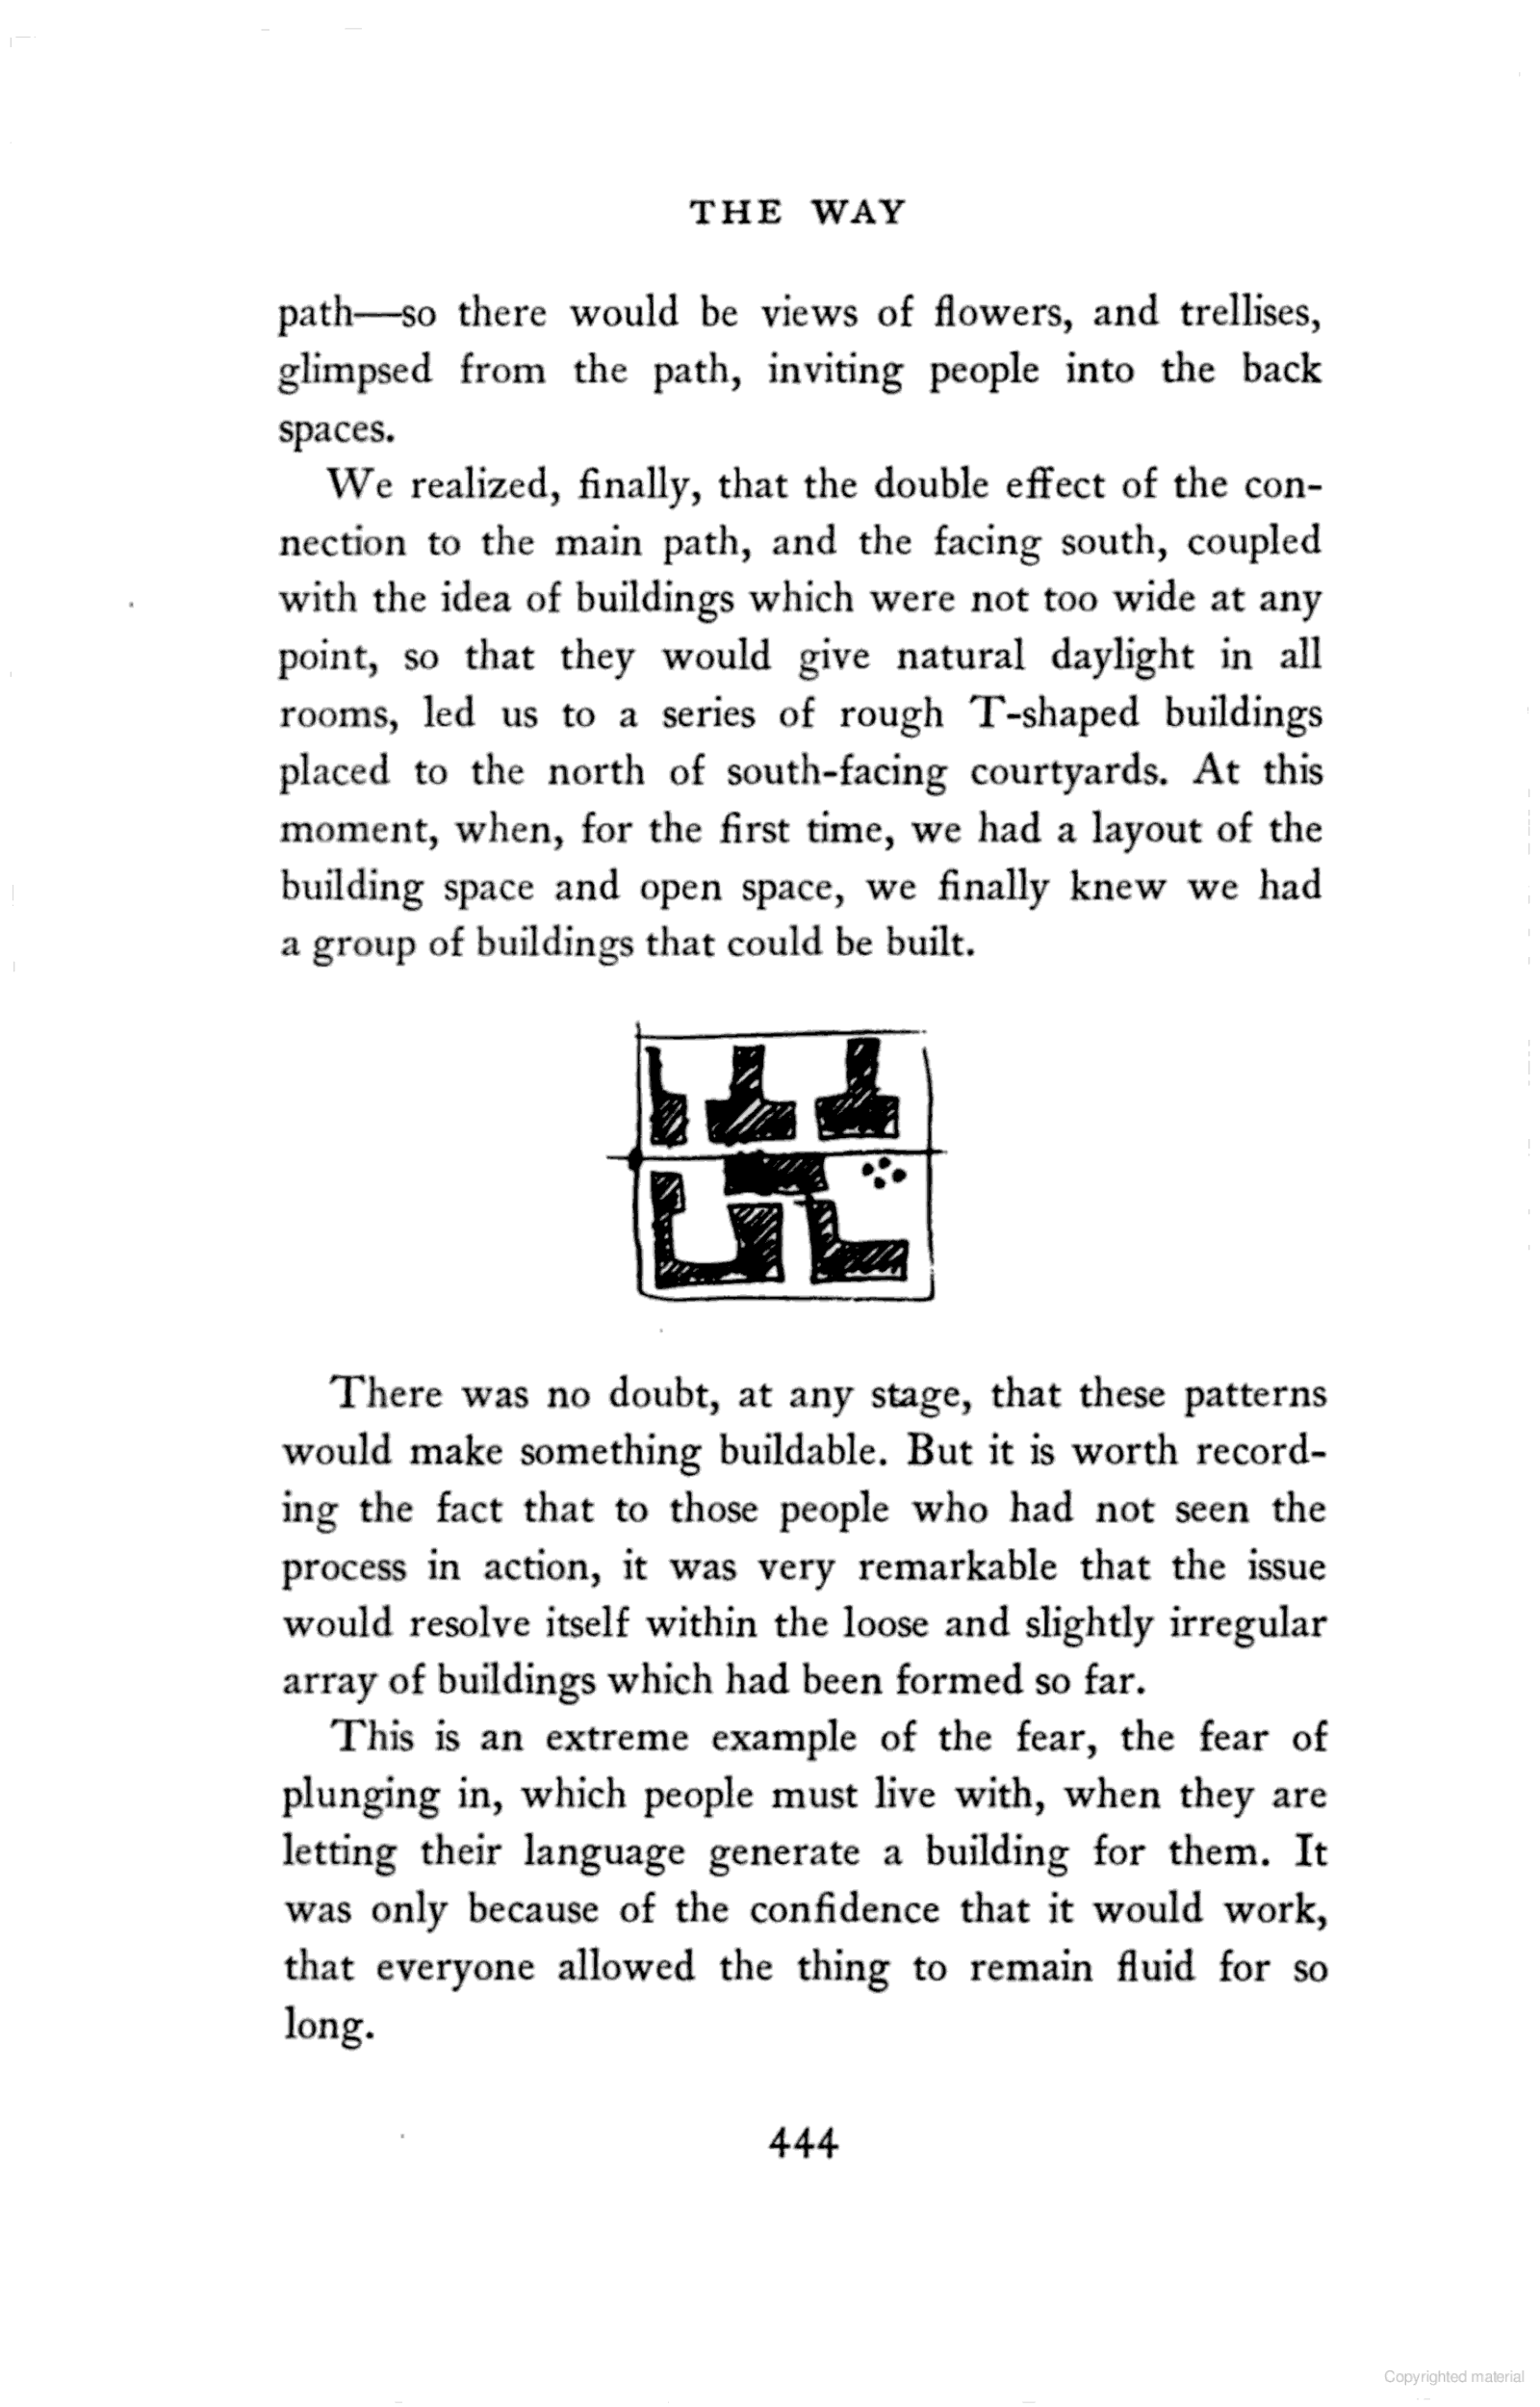 THE WAY
path—so there would be views of flowers, and trellises,
glimpsed from the path, inviting people into the back
spaces.
We realized, finally, that the double effect of the con-
nection to the main path, and the facing south, coupled
with the idea of buildings which were not too wide at any
point, so that they would give natural daylight in all
rooms, led us to a series of rough T-shaped buildings
placed to the north of south-facing courtyards. At this
moment, when, for the first time, we had a layout of the
building space and open space, we finally knew we had
a group of buildings that could be built.
There was no doubt, at any stage, that these patterns
would make something buildable. But it is worth record-
ing the fact that to those people who had not seen the
process in action, it was very remarkable that the issue
would resolve itself within the loose and slightly irregular
array of buildings which had been formed so far.
This is an extreme example of the fear, the fear of
plunging in, which people must live with, when they are
letting their language generate a building for them. It
was only because of the confidence that it would work,
that everyone allowed the thing to remain fluid for so
long.
444
Copyrighted material